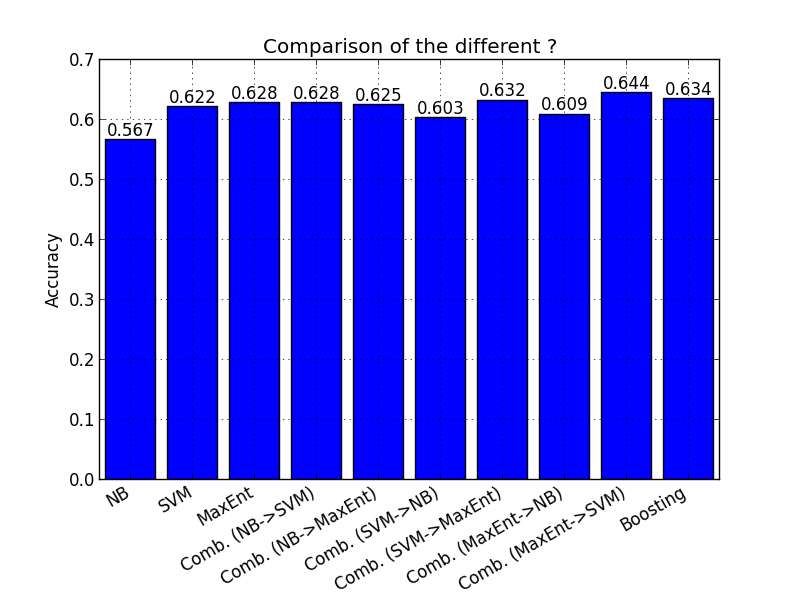 Comparison of the different ?
0.7
0.6
0.5
0.4
0.3
0.2
0.1
0.0
Accuracy
0.567
0.622
0.628
0.628
0.625
0.603
0.632
0.609
0.644
0.634
NB
SVM
MaxEnt
Comb. (NB->SVM)
Comb. (NB->MaxEnt)
Comb. (SVM->NB)
Comb. (SVM->MaxEnt)
Comb. (MaxEnt->NB)
Comb. (MaxEnt->SVM)
Boosting